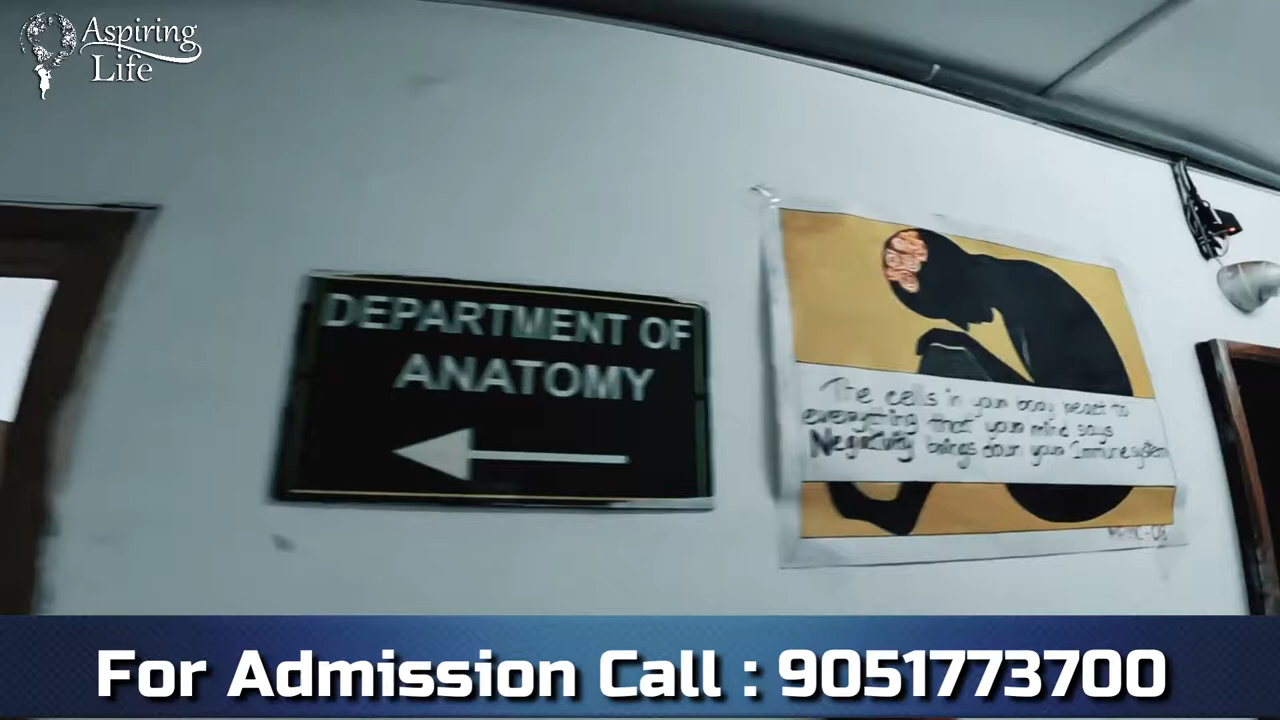 Aspiring
Life
DEPARTMENT OF
ANATOMY
The cells in your body react to
everything that your mind says
Negativity brings down your Immune system
For Admission Call : 9051773700